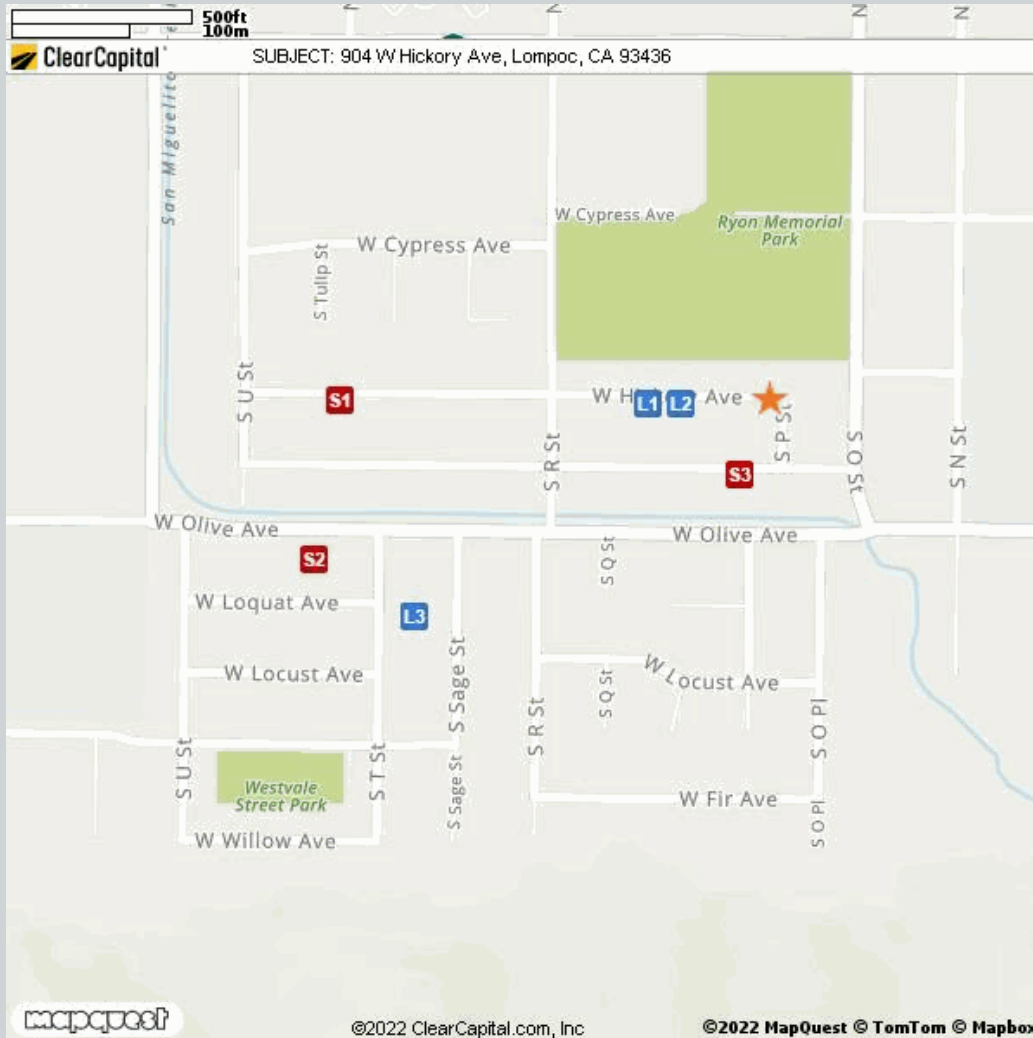 500ft
100m
N
N
N
N
ClearCapital
SUBJECT: 904 W Hickory Ave, Lompoc, CA 93436
San Miguelito
W Cypress Ave
Ryon Memorial
Park
W Cypress Ave
S Tulip St
S U St
S1
W H
Ave
L1
L2
S P St
S R St
S3
S O St
S N St
W Olive Ave
W Olive Ave
S2
S Q St
W Loquat Ave
L3
W Locust Ave
S Sage St
W Locust Ave
S Q St
S R St
S O Pl
S U St
S T St
Westvale
Street Park
S Sage St
W Fir Ave
S O Pl
W Willow Ave
mapquest
©2022 ClearCapital.com, Inc
©2022 MapQuest © TomTom © Mapbox